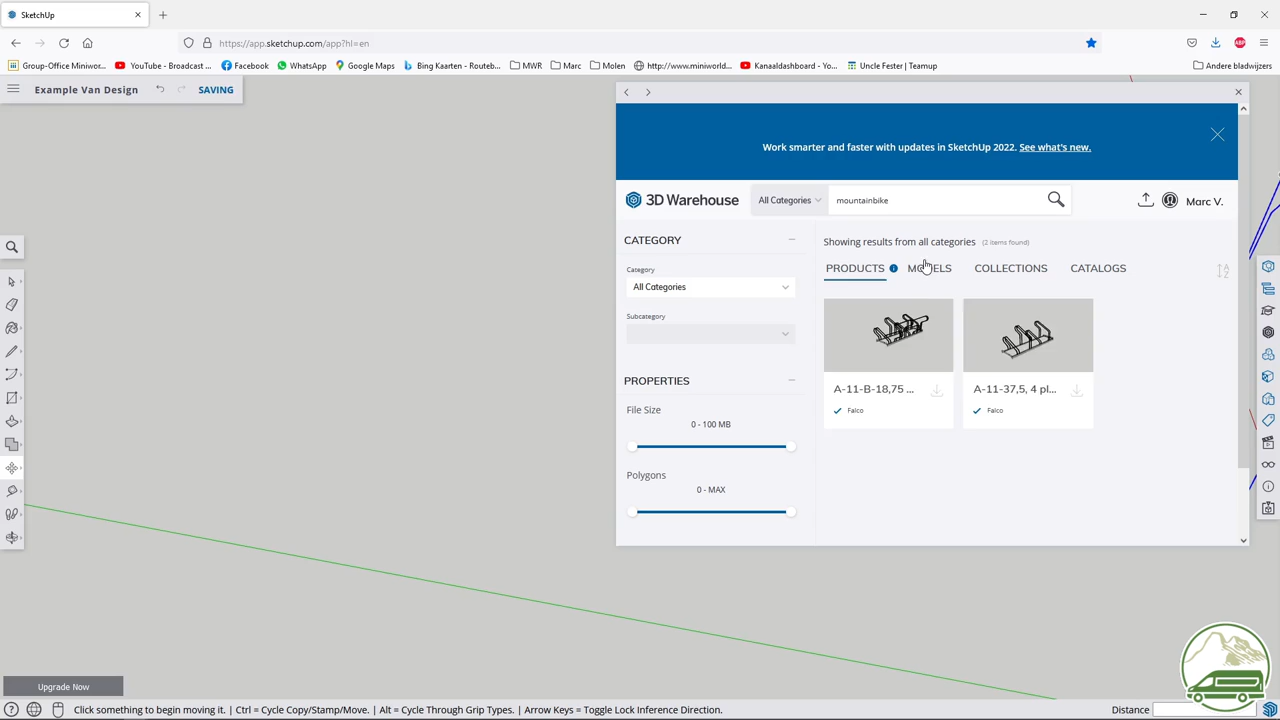 SketchUp
https://app.sketchup.com/app?hl=en
Group-Office Miniwor...
YouTube - Broadcast ...
Facebook
WhatsApp
Google Maps
Bing Kaarten - Routeb...
MWR
Marc
Molen
http://www.miniworld...
Kanaaldashboard - Yo...
Uncle Fester | Teamup
Andere bladwijzers
ABP
Example Van Design
SAVING
Work smarter and faster with updates in SketchUp 2022. See what's new.
3D Warehouse
All Categories
mountainbike
Marc V.
CATEGORY
Category
All Categories
Subcategory
PROPERTIES
File Size
0 - 100 MB
Polygons
0 - MAX
Showing results from all categories (2 items found)
PRODUCTS
MODELS
COLLECTIONS
CATALOGS
A-11-B-18,75 ...
Falco
A-11-37,5, 4 pl...
Falco
Upgrade Now
Click something to begin moving it. | Ctrl = Cycle Copy/Stamp/Move. | Alt = Cycle Through Grip Types. | Arrow Keys = Toggle Lock Inference Direction.
Distance